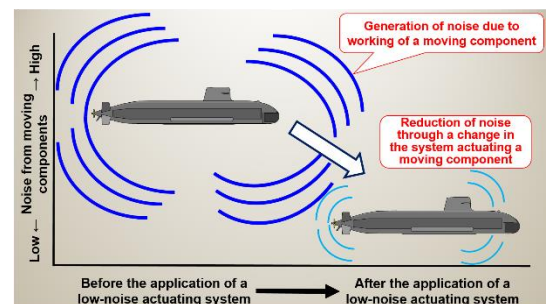 Generation of noise due to
working of a moving component
Reduction of noise
through a change in
the system actuating a
moving component
Low ← Noise from moving → High
components
Before the application of a
low-noise actuating system
After the application of a
low-noise actuating system